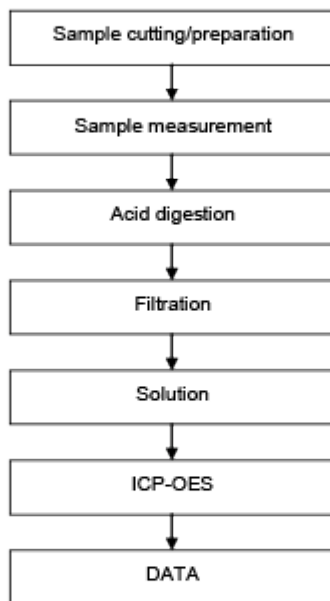 Sample cutting/preparation
Sample measurement
Acid digestion
Filtration
Solution
ICP-OES
DATA